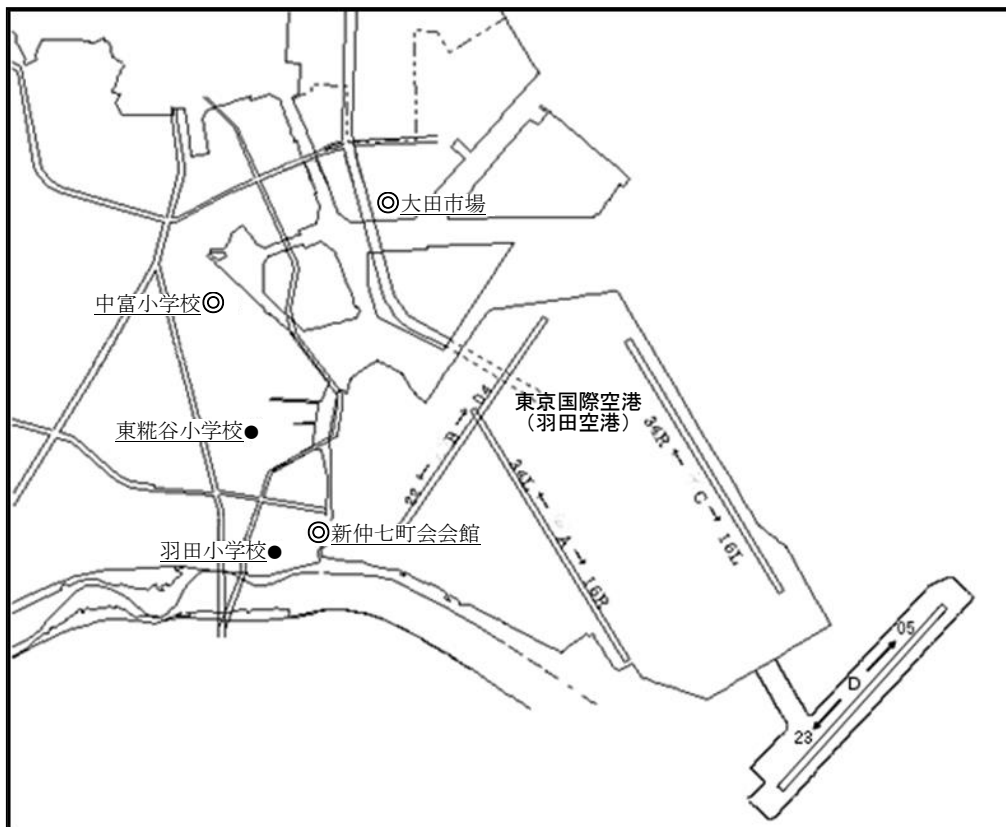 ◎大田市場
中富小学校◎
東京国際空港
（羽田空港）
04
← B →
22
34R ← C → 16L
34L ← A → 16R
東糀谷小学校●
◎新仲七町会会館
羽田小学校●
05
D
23